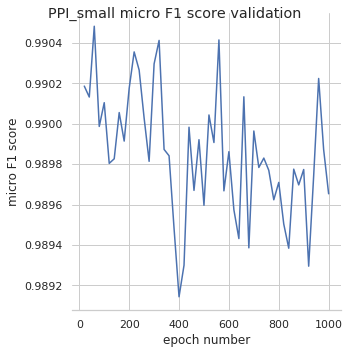 PPI_small micro F1 score validation
micro F1 score
0.9904
0.9902
0.9900
0.9898
0.9896
0.9894
0.9892
0 200 400 600 800 1000
epoch number